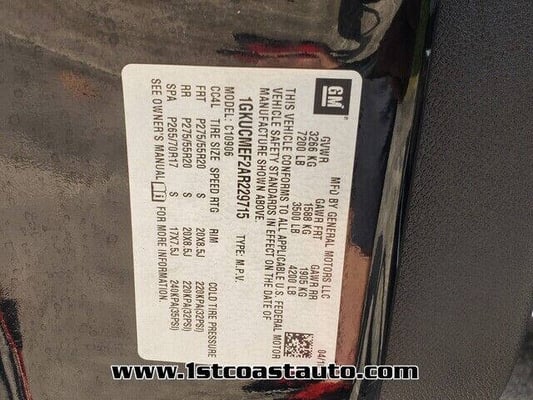 GM
MFD BY GENERAL MOTORS LLC
GVWR GAWR FRT GAWR RR
3266 KG 1588 KG 1905 KG
7200 LB 3500 LB 4200 LB
THIS VEHICLE CONFORMS TO ALL APPLICABLE U.S. FEDERAL MOTOR
VEHICLE SAFETY STANDARDS IN EFFECT ON THE DATE OF
MANUFACTURE SHOWN ABOVE.
1GKUCMEF2AR229715 TYPE: M.P.V.
MODEL: C10906
CC4L TIRE SIZE SPEED RTG RIM COLD TIRE PRESSURE
FRT P275/55R20 S 20X8.5J 220KPA(32PSI)
RR P275/55R20 S 20X8.5J 220KPA(32PSI)
SPA P265/70R17 S 17X7.5J 240KPA(35PSI)
SEE OWNER'S MANUAL FOR MORE INFORMATION.
www.1stcoastauto.com